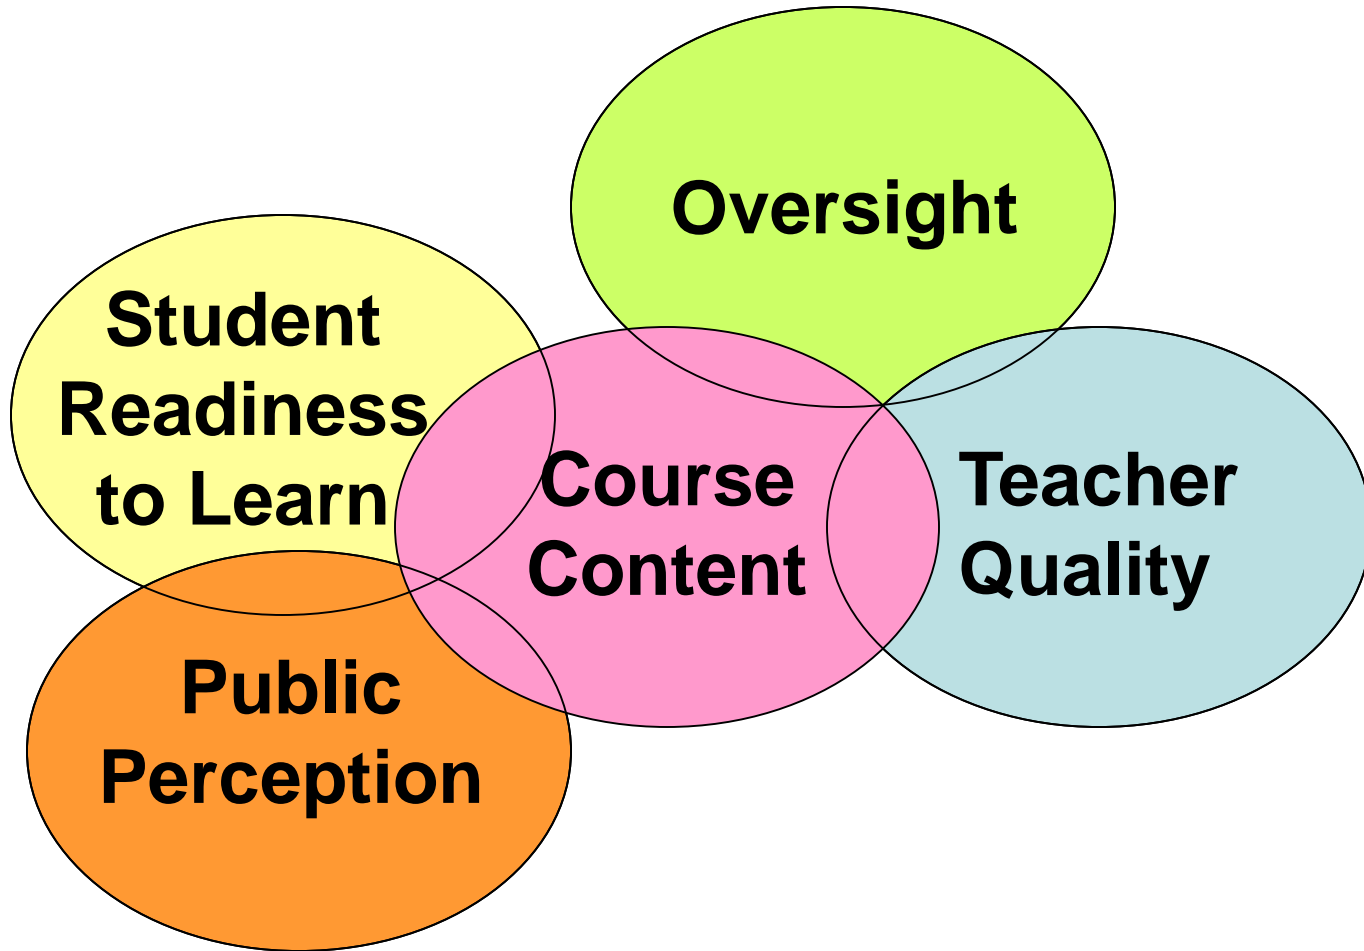 Oversight
Student
Readiness
to Learn
Course
Content
Teacher
Quality
Public
Perception